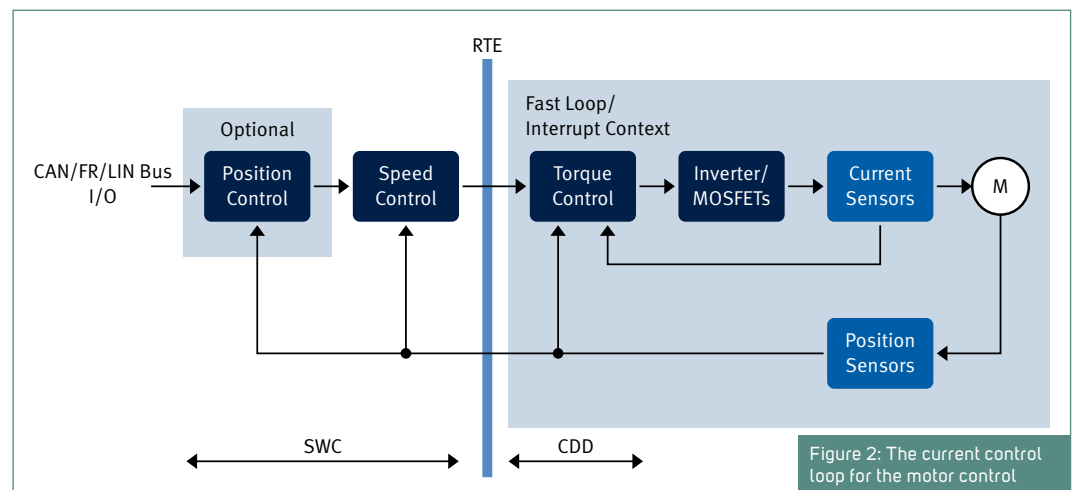 RTE
Fast Loop/
Interrupt Context
Optional
CAN/FR/LIN Bus
I/O
Position
Control
Speed
Control
Torque
Control
Inverter/
MOSFETs
Current
Sensors
M
Position
Sensors
SWC
CDD
Figure 2: The current control
loop for the motor control